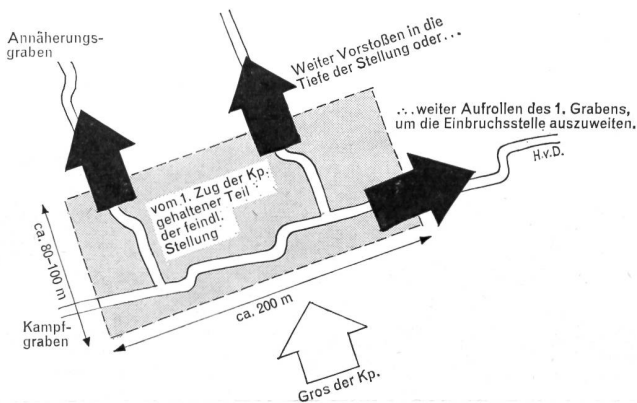 Annäherungs-
graben
Weiter Vorstoßen in die
Tiefe der Stellung oder...
...weiter Aufrollen des 1. Grabens,
um die Einbruchsstelle auszuweiten.
H.v.D.
vom 1. Zug der Kp.
gehaltener Teil
der feindl.
Stellung
ca. 80–100 m
ca. 200 m
Kampf-
graben
Gros der Kp.